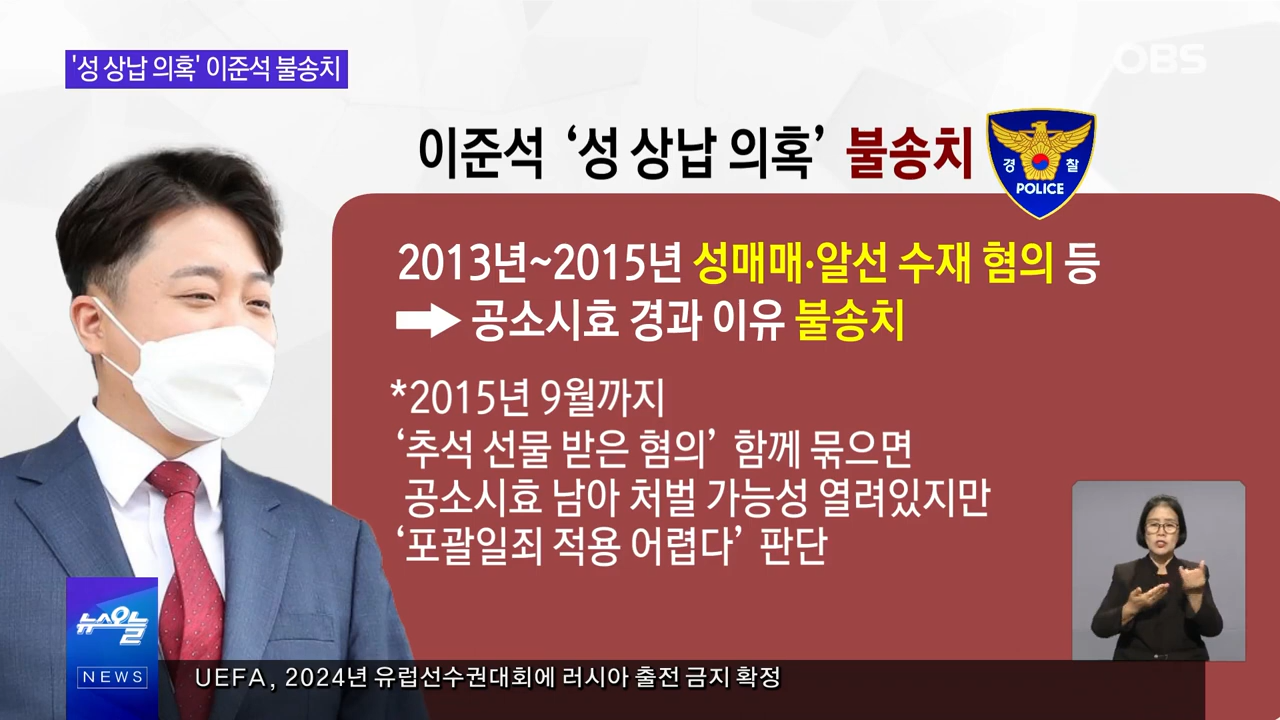 '성 상납 의혹' 이준석 불송치
OBS
이준석 ‘성 상납 의혹’ 불송치
경 찰
POLICE
2013년~2015년 성매매·알선 수재 혐의 등
➡ 공소시효 경과 이유 불송치
*2015년 9월까지
‘추석 선물 받은 혐의’ 함께 묶으면
공소시효 남아 처벌 가능성 열려있지만
‘포괄일죄 적용 어렵다’ 판단
뉴스오늘
NEWS
UEFA, 2024년 유럽선수권대회에 러시아 출전 금지 확정